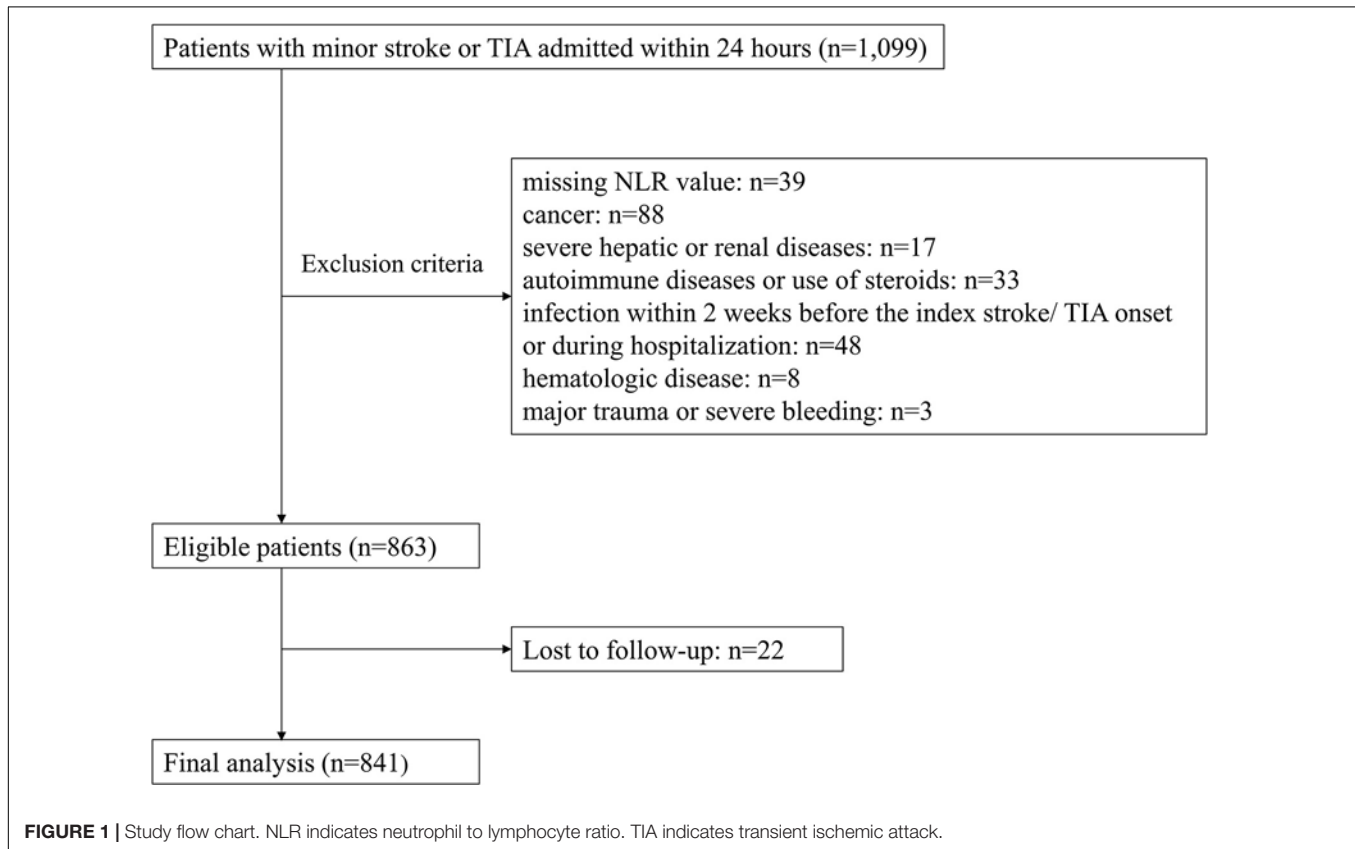 Patients with minor stroke or TIA admitted within 24 hours (n=1,099)
Exclusion criteria
missing NLR value: n=39
cancer: n=88
severe hepatic or renal diseases: n=17
autoimmune diseases or use of steroids: n=33
infection within 2 weeks before the index stroke/ TIA onset
or during hospitalization: n=48
hematologic disease: n=8
major trauma or severe bleeding: n=3
Eligible patients (n=863)
Lost to follow-up: n=22
Final analysis (n=841)
FIGURE 1 | Study flow chart. NLR indicates neutrophil to lymphocyte ratio. TIA indicates transient ischemic attack.